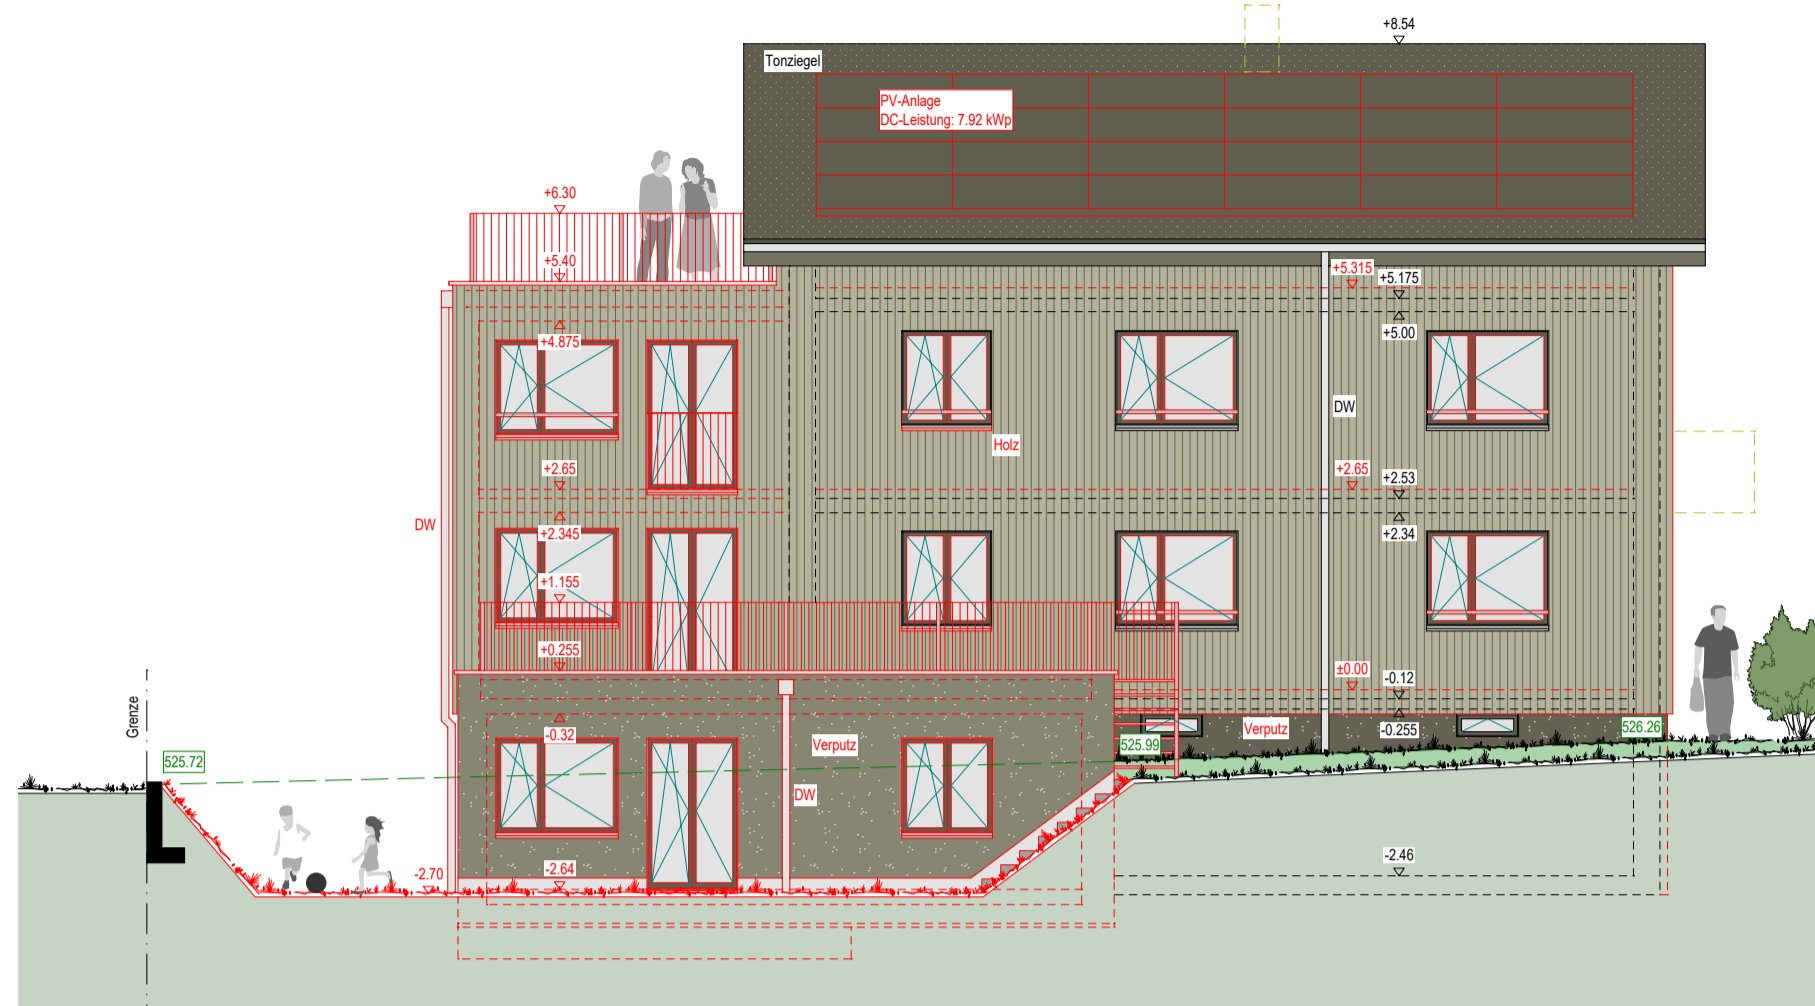 +8.54
Tonziegel
PV-Anlage
DC-Leistung: 7.92 kWp
+6.30
+5.40
+5.315
+5.175
+5.00
+4.875
DW
Holz
+2.65
+2.65
+2.53
DW
+2.345
+2.34
+1.155
+0.255
±0.00
-0.12
Grenze
-0.32
Verputz
525.99
Verputz
-0.255
526.26
525.72
DW
-2.70
-2.64
-2.46